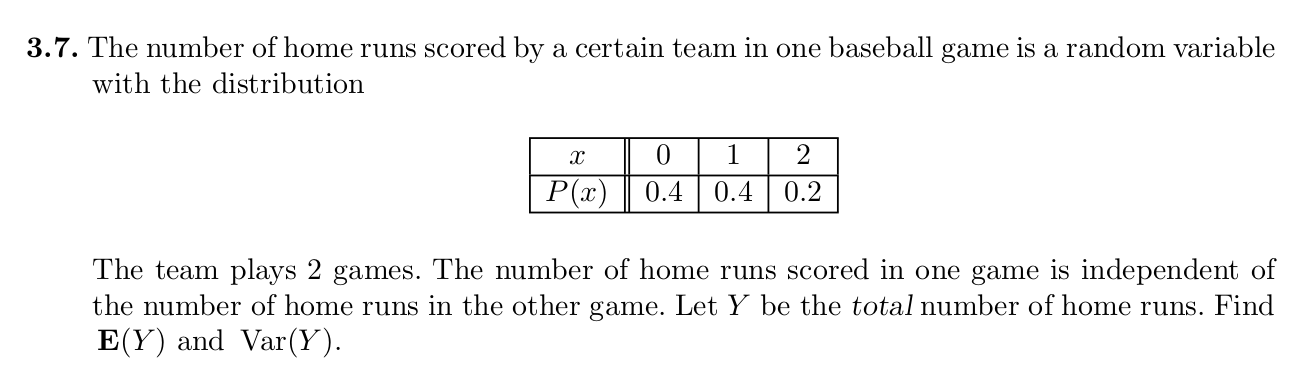 3.7. The number of home runs scored by a certain team in one baseball game is a random variable
with the distribution
x 0 1 2
P(x) 0.4 0.4 0.2
The team plays 2 games. The number of home runs scored in one game is independent of
the number of home runs in the other game. Let Y be the total number of home runs. Find
E(Y) and Var(Y).